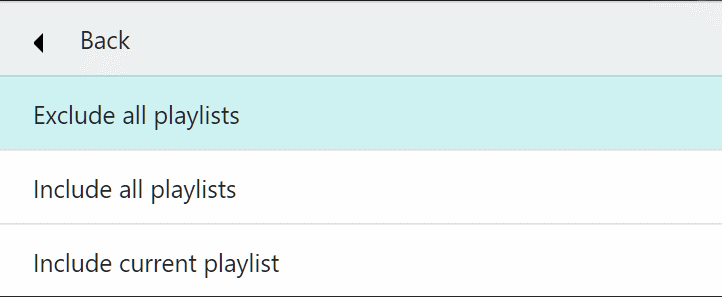 Back
Exclude all playlists
Include all playlists
Include current playlist